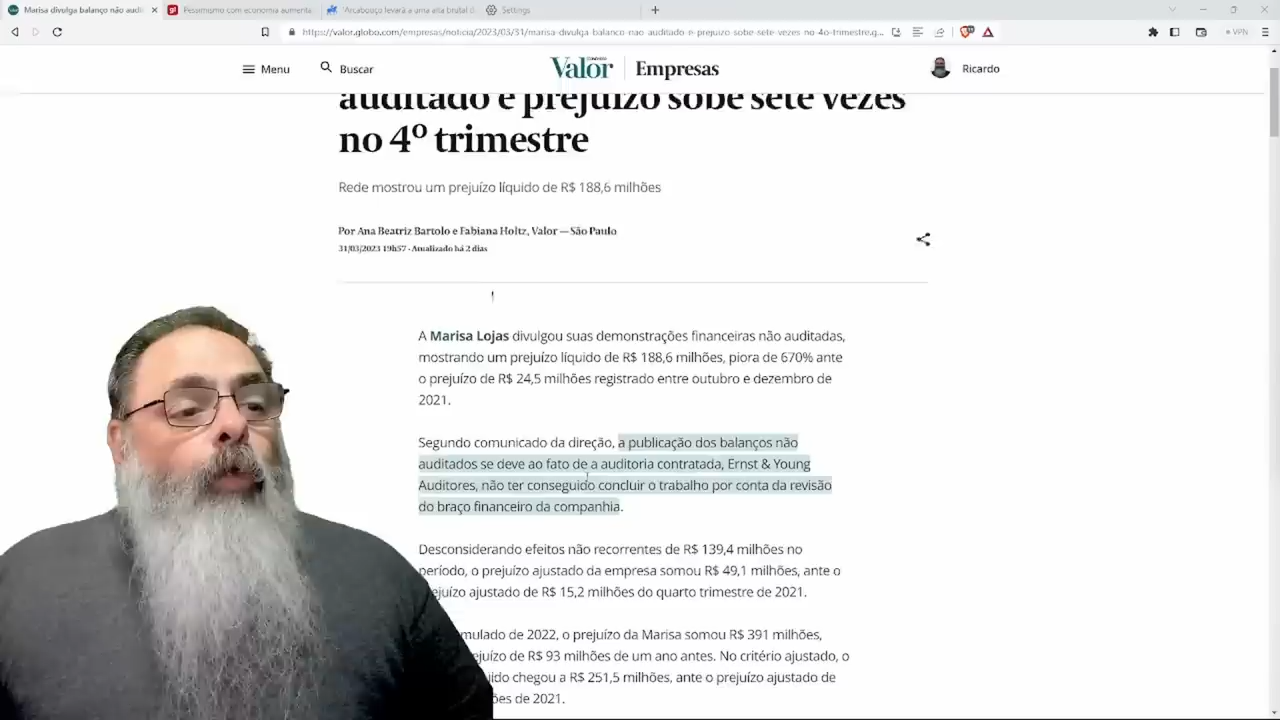 Marisa divulga balanço não audi
Pessimismo com economia aumenta
'Arcabouço levará a uma alta brutal d
Settings
https://valor.globo.com/empresas/noticia/2023/03/31/marisa-divulga-balanco-nao-auditado-e-prejuizo-sobe-sete-vezes-no-4o-trimestre.g...
VPN
Menu
Buscar
Valor
Empresas
Ricardo
auditado e prejuízo sobe sete vezes
no 4º trimestre
Rede mostrou um prejuízo líquido de R$ 188,6 milhões
Por Ana Beatriz Bartolo e Fabiana Holtz, Valor — São Paulo
31/03/2023 19h57 · Atualizado há 2 dias
A Marisa Lojas divulgou suas demonstrações financeiras não auditadas,
mostrando um prejuízo líquido de R$ 188,6 milhões, piora de 670% ante
o prejuízo de R$ 24,5 milhões registrado entre outubro e dezembro de
2021.
Segundo comunicado da direção, a publicação dos balanços não
auditados se deve ao fato de a auditoria contratada, Ernst & Young
Auditores, não ter conseguido concluir o trabalho por conta da revisão
do braço financeiro da companhia.
Desconsiderando efeitos não recorrentes de R$ 139,4 milhões no
período, o prejuízo ajustado da empresa somou R$ 49,1 milhões, ante o
ejuízo ajustado de R$ 15,2 milhões do quarto trimestre de 2021.
mulado de 2022, o prejuízo da Marisa somou R$ 391 milhões,
ejuízo de R$ 93 milhões de um ano antes. No critério ajustado, o
uido chegou a R$ 251,5 milhões, ante o prejuízo ajustado de
ões de 2021.